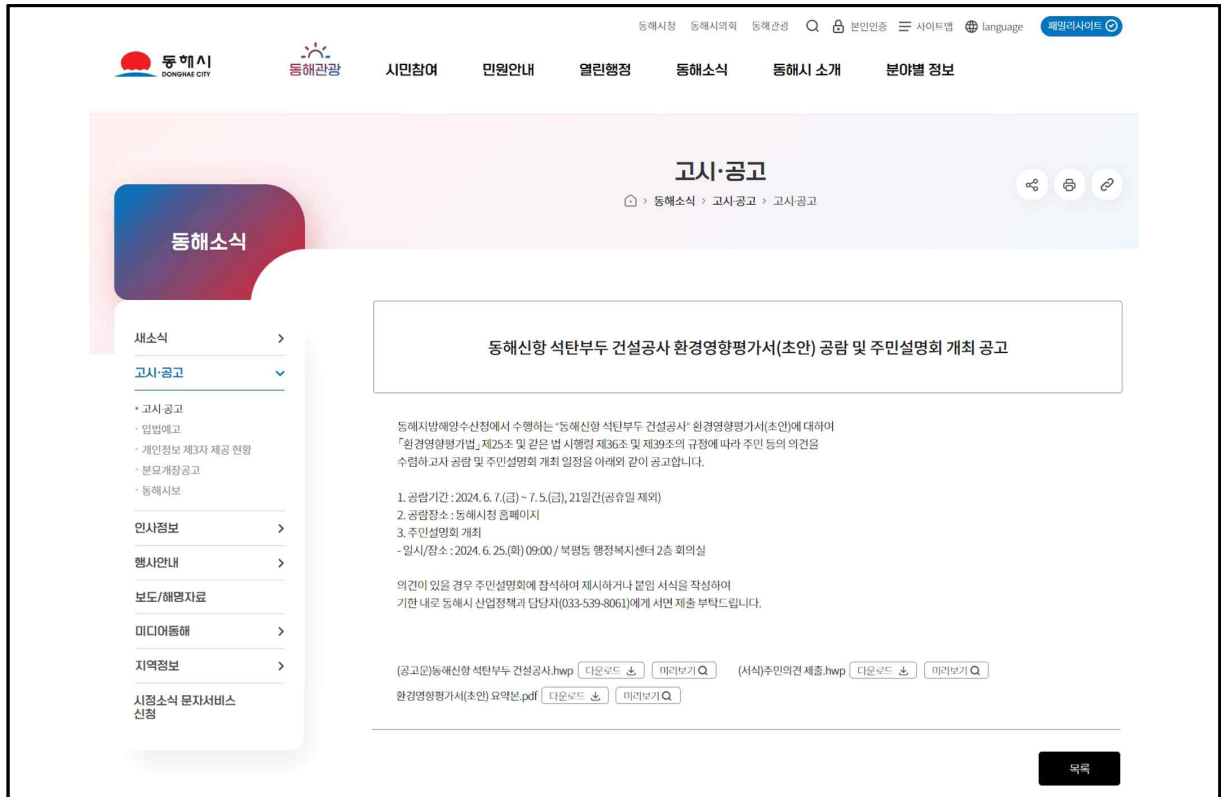 동해시청 동해시의회 동해관광 본인인증 사이트맵 language 패밀리사이트
동해시
DONGHAE CITY
동해관광 시민참여 민원안내 열린행정 동해소식 동해시 소개 분야별 정보
고시·공고
동해소식 > 고시·공고 > 고시·공고
동해소식
새소식
고시·공고
고시·공고
입법예고
개인정보 제3자 제공 현황
분묘개장공고
동해시보
인사정보
행사안내
보도/해명자료
미디어동해
지역정보
시정소식 문자서비스
신청
동해신항 석탄부두 건설공사 환경영향평가서(초안) 공람 및 주민설명회 개최 공고
동해지방해양수산청에서 수행하는 “동해신항 석탄부두 건설공사” 환경영향평가서(초안)에 대하여
「환경영향평가법」 제25조 및 같은 법 시행령 제36조 및 제39조의 규정에 따라 주민 등의 의견을
수렴하고자 공람 및 주민설명회 개최 일정을 아래와 같이 공고합니다.
1. 공람기간 : 2024. 6. 7.(금) ~ 7. 5.(금), 21일간(공휴일 제외)
2. 공람장소 : 동해시청 홈페이지
3. 주민설명회 개최
- 일시/장소 : 2024. 6. 25.(화) 09:00 / 북평동 행정복지센터 2층 회의실
의견이 있을 경우 주민설명회에 참석하여 제시하거나 붙임 서식을 작성하여
기한 내로 동해시 산업정책과 담당자(033-539-8061)에게 서면 제출 부탁드립니다.
(공고문)동해신항 석탄부두 건설공사.hwp 다운로드 미리보기 (서식)주민의견 제출.hwp 다운로드 미리보기
환경영향평가서(초안) 요약본.pdf 다운로드 미리보기
목록